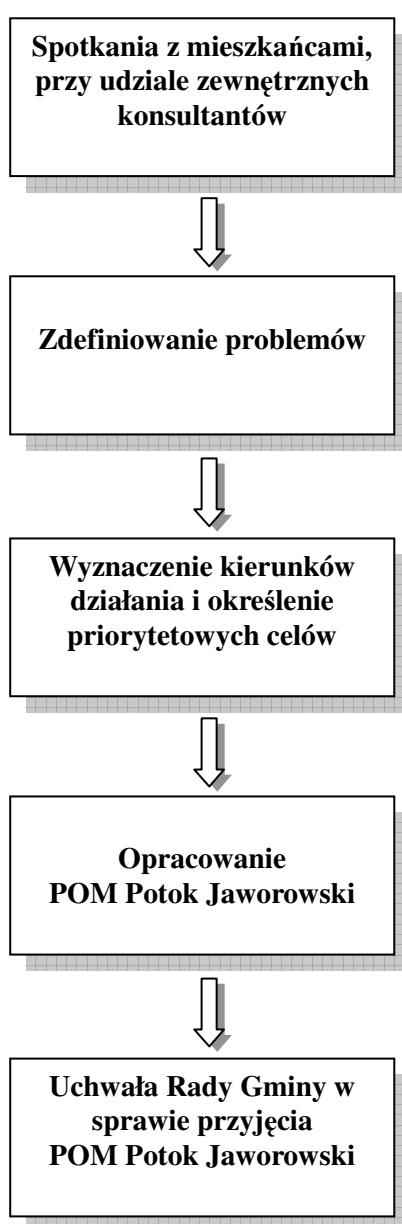 Spotkania z mieszkańcami,
przy udziale zewnętrznych
konsultantów
Zdefiniowanie problemów
Wyznaczenie kierunków
działania i określenie
priorytetowych celów
Opracowanie
POM Potok Jaworowski
Uchwała Rady Gminy w
sprawie przyjęcia
POM Potok Jaworowski